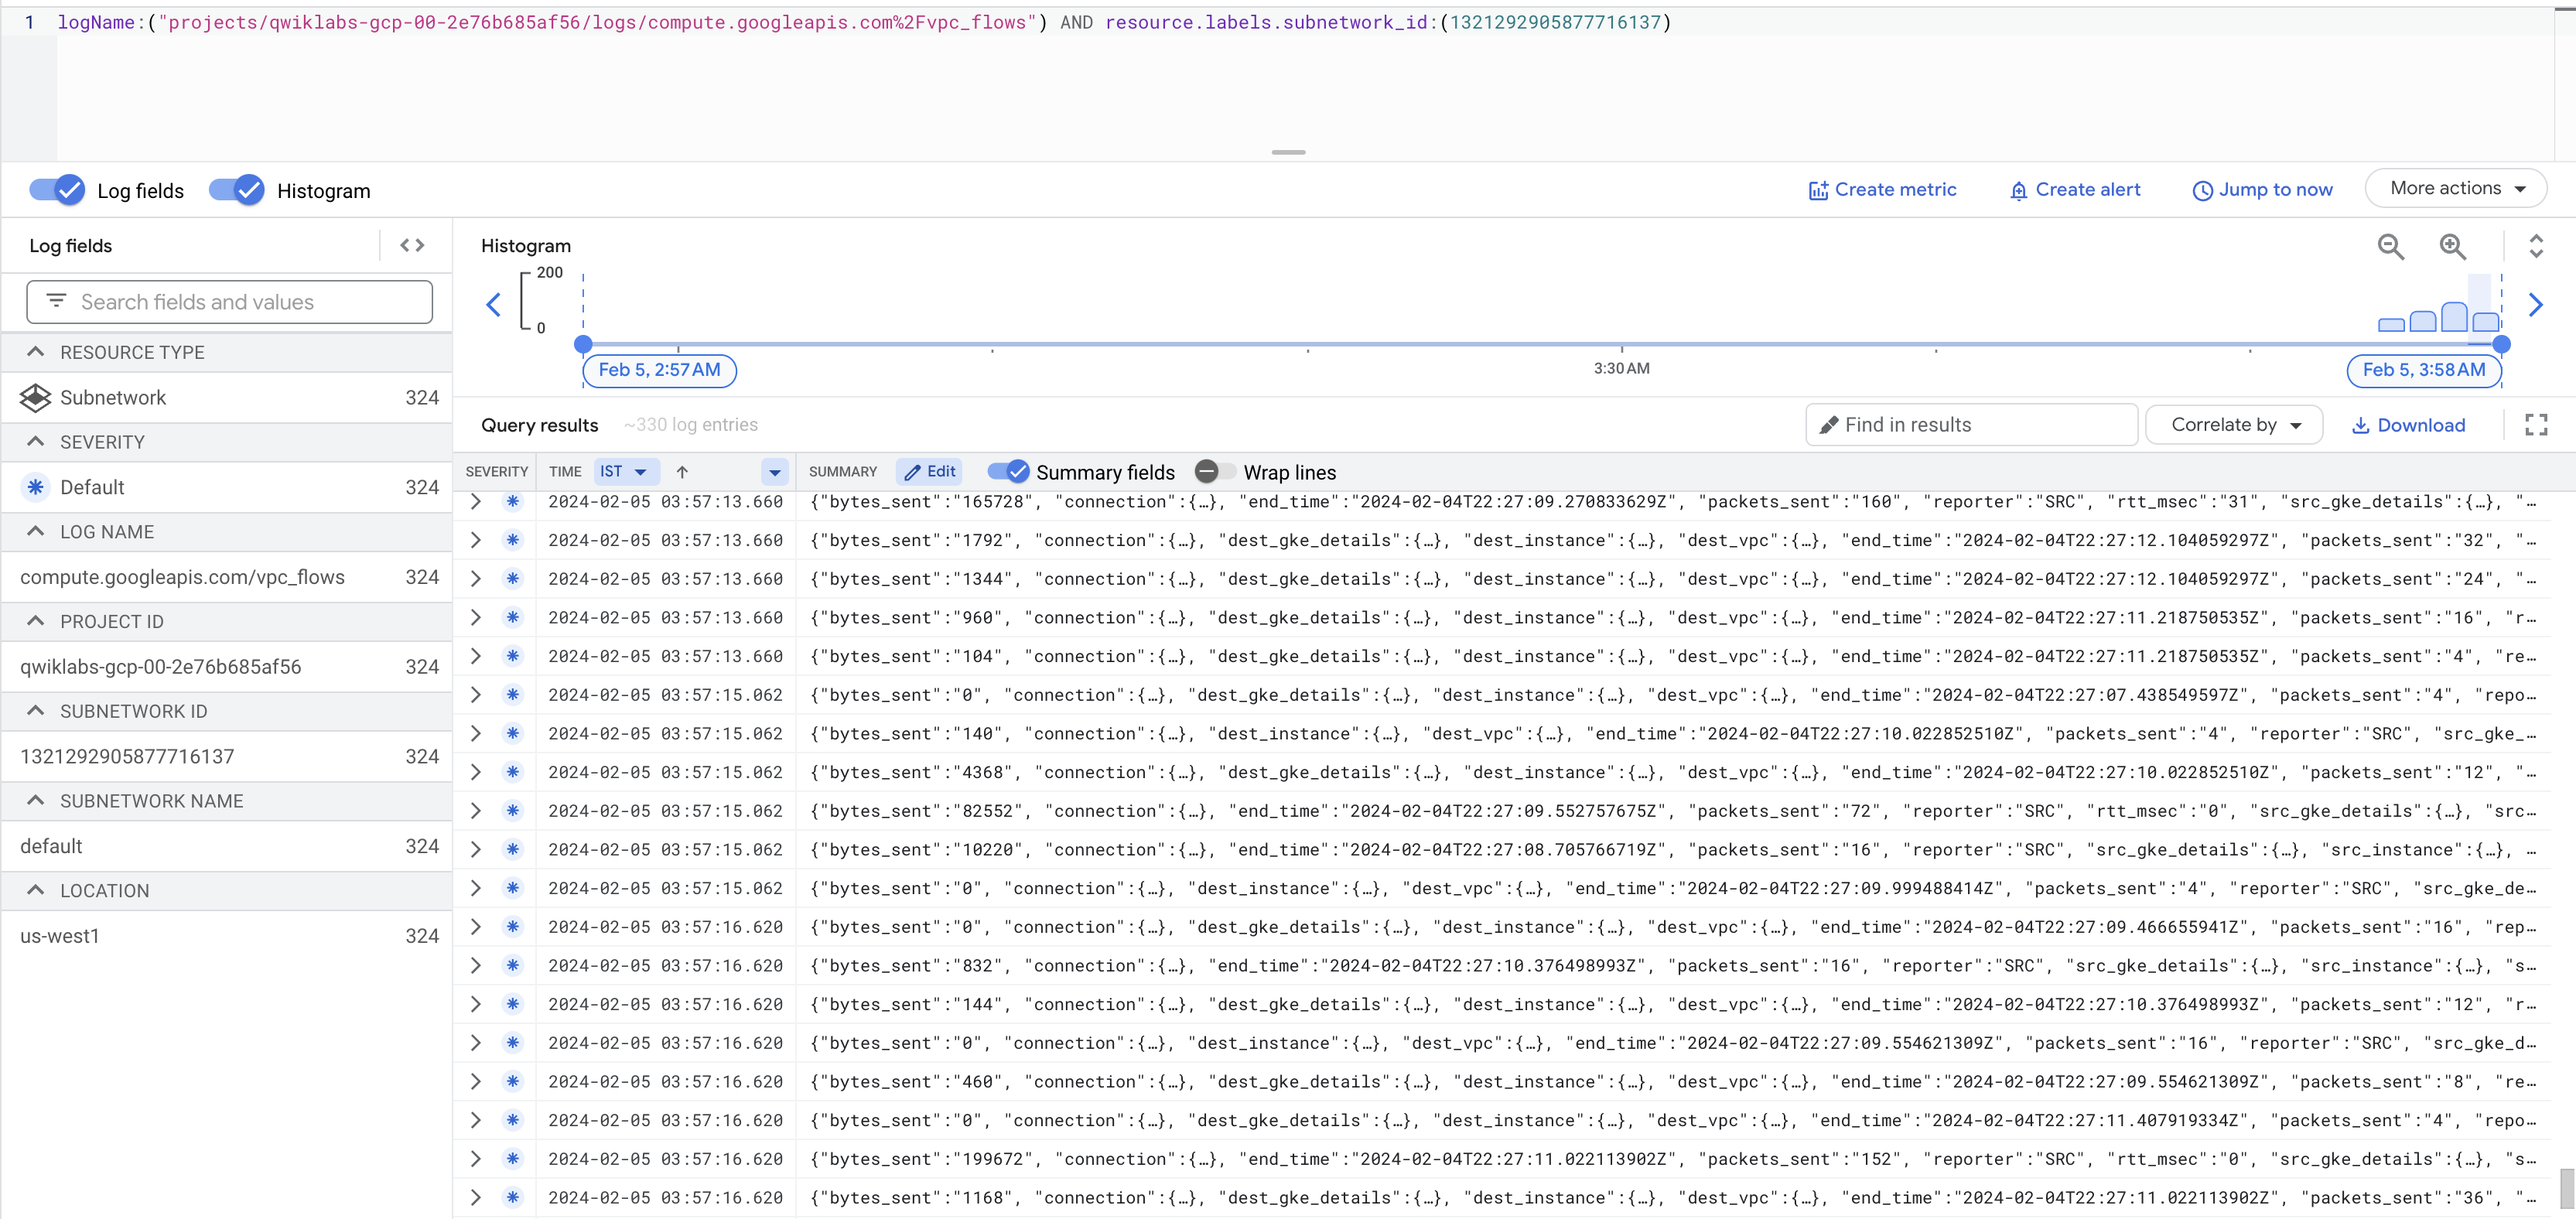 1 logName:("projects/qwiklabs-gcp-00-2e76b685af56/logs/compute.googleapis.com%2Fvpc_flows") AND resource.labels.subnetwork_id:(1321292905877716137)
Log fields Histogram Create metric Create alert Jump to now More actions
Log fields
Search fields and values
RESOURCE TYPE
Subnetwork 324
SEVERITY
Default 324
LOG NAME
compute.googleapis.com/vpc_flows 324
PROJECT ID
qwiklabs-gcp-00-2e76b685af56 324
SUBNETWORK ID
1321292905877716137 324
SUBNETWORK NAME
default 324
LOCATION
us-west1 324
Histogram
200
0
Feb 5, 2:57 AM 3:30 AM Feb 5, 3:58 AM
Query results ~330 log entries Find in results Correlate by Download
SEVERITY TIME IST SUMMARY Edit Summary fields Wrap lines
2024-02-05 03:57:13.660 {"bytes_sent":"165728", "connection":{…}, "end_time":"2024-02-04T22:27:09.270833629Z", "packets_sent":"160", "reporter":"SRC", "rtt_msec":"31", "src_gke_details":{…}, "…
2024-02-05 03:57:13.660 {"bytes_sent":"1792", "connection":{…}, "dest_gke_details":{…}, "dest_instance":{…}, "dest_vpc":{…}, "end_time":"2024-02-04T22:27:12.104059297Z", "packets_sent":"32", "…
2024-02-05 03:57:13.660 {"bytes_sent":"1344", "connection":{…}, "dest_gke_details":{…}, "dest_instance":{…}, "dest_vpc":{…}, "end_time":"2024-02-04T22:27:12.104059297Z", "packets_sent":"24", "…
2024-02-05 03:57:13.660 {"bytes_sent":"960", "connection":{…}, "dest_gke_details":{…}, "dest_instance":{…}, "dest_vpc":{…}, "end_time":"2024-02-04T22:27:11.218750535Z", "packets_sent":"16", "r…
2024-02-05 03:57:13.660 {"bytes_sent":"104", "connection":{…}, "dest_gke_details":{…}, "dest_instance":{…}, "dest_vpc":{…}, "end_time":"2024-02-04T22:27:11.218750535Z", "packets_sent":"4", "re…
2024-02-05 03:57:15.062 {"bytes_sent":"0", "connection":{…}, "dest_gke_details":{…}, "dest_instance":{…}, "dest_vpc":{…}, "end_time":"2024-02-04T22:27:07.438549597Z", "packets_sent":"4", "repo…
2024-02-05 03:57:15.062 {"bytes_sent":"140", "connection":{…}, "dest_instance":{…}, "dest_vpc":{…}, "end_time":"2024-02-04T22:27:10.022852510Z", "packets_sent":"4", "reporter":"SRC", "src_gke_…
2024-02-05 03:57:15.062 {"bytes_sent":"4368", "connection":{…}, "dest_gke_details":{…}, "dest_instance":{…}, "dest_vpc":{…}, "end_time":"2024-02-04T22:27:10.022852510Z", "packets_sent":"12", "…
2024-02-05 03:57:15.062 {"bytes_sent":"82552", "connection":{…}, "end_time":"2024-02-04T22:27:09.552757675Z", "packets_sent":"72", "reporter":"SRC", "rtt_msec":"0", "src_gke_details":{…}, "src…
2024-02-05 03:57:15.062 {"bytes_sent":"10220", "connection":{…}, "end_time":"2024-02-04T22:27:08.705766719Z", "packets_sent":"16", "reporter":"SRC", "src_gke_details":{…}, "src_instance":{…}, …
2024-02-05 03:57:15.062 {"bytes_sent":"0", "connection":{…}, "dest_instance":{…}, "dest_vpc":{…}, "end_time":"2024-02-04T22:27:09.999488414Z", "packets_sent":"4", "reporter":"SRC", "src_gke_de…
2024-02-05 03:57:16.620 {"bytes_sent":"0", "connection":{…}, "dest_gke_details":{…}, "dest_instance":{…}, "dest_vpc":{…}, "end_time":"2024-02-04T22:27:09.466655941Z", "packets_sent":"16", "rep…
2024-02-05 03:57:16.620 {"bytes_sent":"832", "connection":{…}, "end_time":"2024-02-04T22:27:10.376498993Z", "packets_sent":"16", "reporter":"SRC", "src_gke_details":{…}, "src_instance":{…}, "s…
2024-02-05 03:57:16.620 {"bytes_sent":"144", "connection":{…}, "dest_gke_details":{…}, "dest_instance":{…}, "dest_vpc":{…}, "end_time":"2024-02-04T22:27:10.376498993Z", "packets_sent":"12", "r…
2024-02-05 03:57:16.620 {"bytes_sent":"0", "connection":{…}, "dest_instance":{…}, "dest_vpc":{…}, "end_time":"2024-02-04T22:27:09.554621309Z", "packets_sent":"16", "reporter":"SRC", "src_gke_d…
2024-02-05 03:57:16.620 {"bytes_sent":"460", "connection":{…}, "dest_gke_details":{…}, "dest_instance":{…}, "dest_vpc":{…}, "end_time":"2024-02-04T22:27:09.554621309Z", "packets_sent":"8", "re…
2024-02-05 03:57:16.620 {"bytes_sent":"0", "connection":{…}, "dest_gke_details":{…}, "dest_instance":{…}, "dest_vpc":{…}, "end_time":"2024-02-04T22:27:11.407919334Z", "packets_sent":"4", "repo…
2024-02-05 03:57:16.620 {"bytes_sent":"199672", "connection":{…}, "end_time":"2024-02-04T22:27:11.022113902Z", "packets_sent":"152", "reporter":"SRC", "rtt_msec":"0", "src_gke_details":{…}, "s…
2024-02-05 03:57:16.620 {"bytes_sent":"1168", "connection":{…}, "dest_gke_details":{…}, "dest_instance":{…}, "dest_vpc":{…}, "end_time":"2024-02-04T22:27:11.022113902Z", "packets_sent":"36", "…